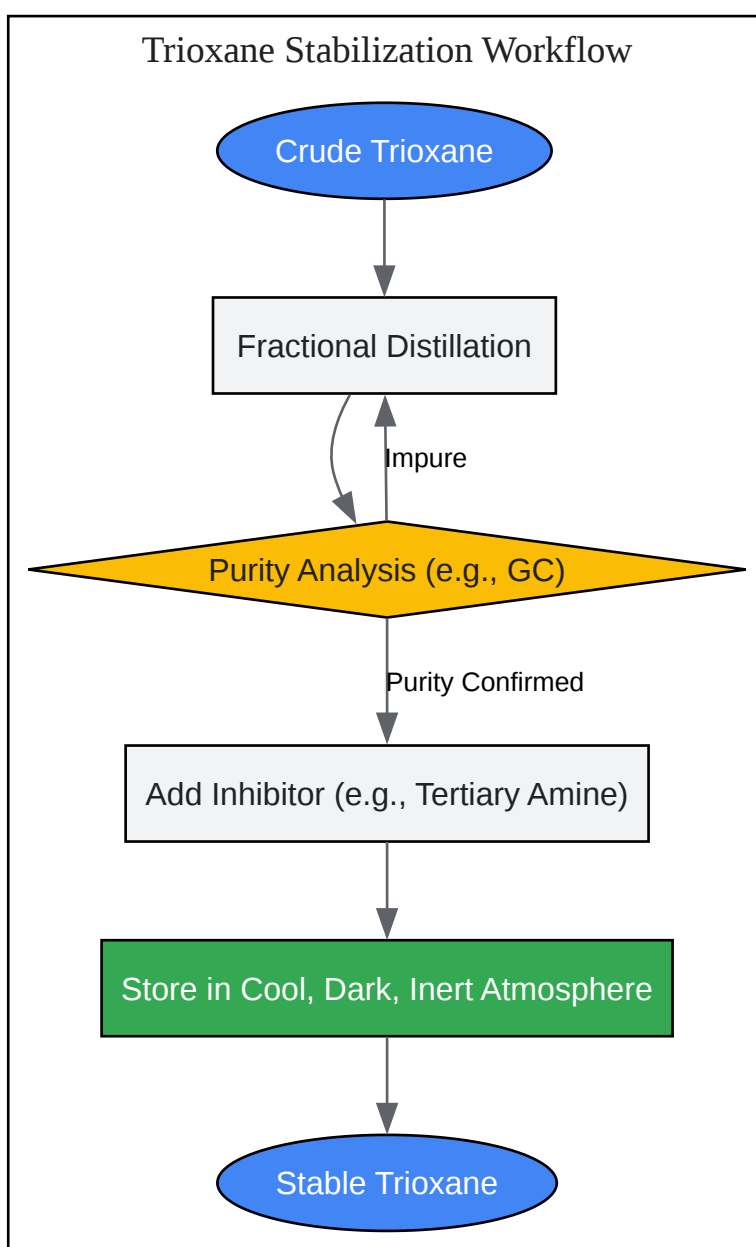 Trioxane Stabilization Workflow
Crude Trioxane
Fractional Distillation
Impure
Purity Analysis (e.g., GC)
Purity Confirmed
Add Inhibitor (e.g., Tertiary Amine)
Store in Cool, Dark, Inert Atmosphere
Stable Trioxane